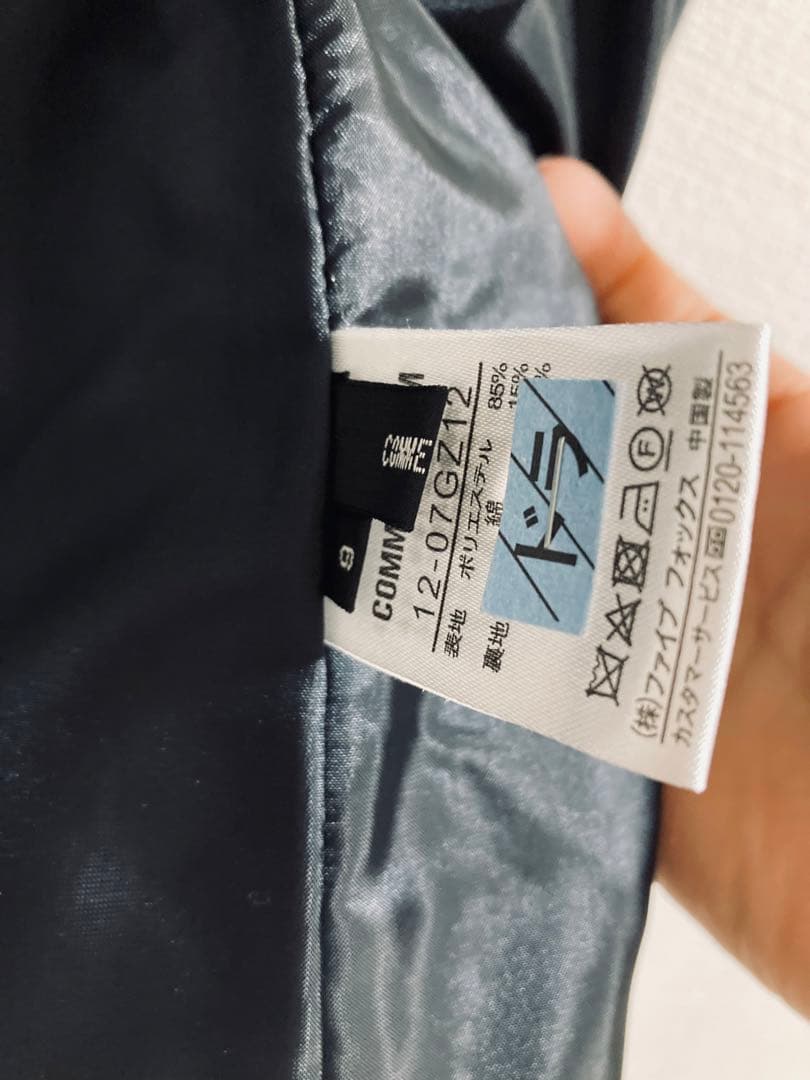 COMME
9
COMM M
12-07GZ12
表地 ポリエステル 85%
綿 15%
裏地 %
ドラ
W
F
(株)ファイブ フォックス 中国製
カスタマーサービス 0120-114563